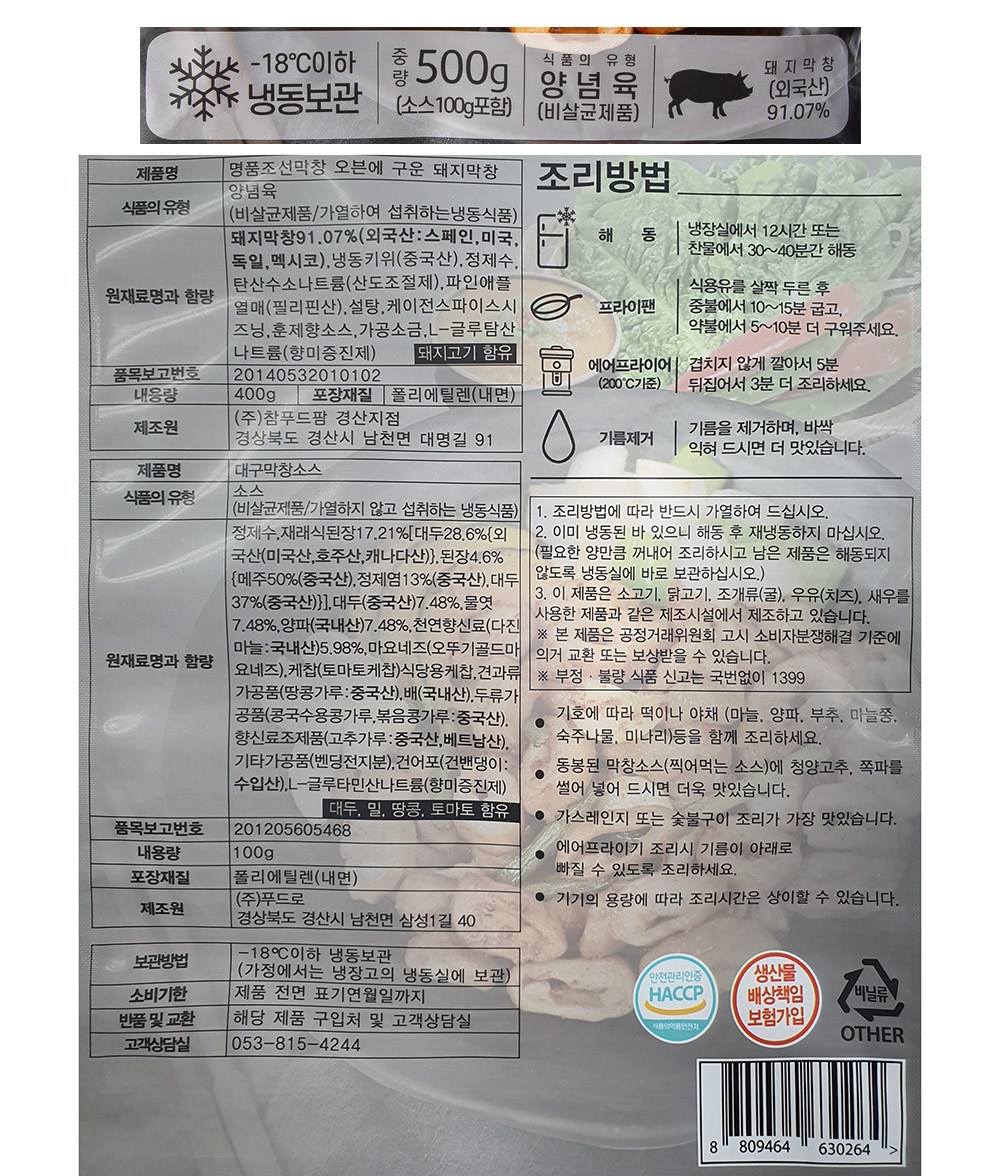 -18℃이하
냉동보관
중량 500g
(소스100g포함)
식품의 유형
양념육
(비살균제품)
돼지막창
(외국산)
91.07%
제품명 명품조선막창 오븐에 구운 돼지막창
식품의 유형 양념육
(비살균제품/가열하여 섭취하는냉동식품)
원재료명과 함량 돼지막창91.07%(외국산:스페인,미국,
독일,멕시코),냉동키위(중국산),정제수,
탄산수소나트륨(산도조절제),파인애플
열매(필리핀산),설탕,케이전스파이스시
즈닝,훈제향소스,가공소금,L-글루탐산
나트륨(향미증진제) 돼지고기 함유
품목보고번호 20140532010102
내용량 400g 포장재질 폴리에틸렌(내면)
제조원 (주)참푸드팜 경산지점
경상북도 경산시 남천면 대명길 91
제품명 대구막창소스
식품의 유형 소스
(비살균제품/가열하지 않고 섭취하는 냉동식품)
원재료명과 함량 정제수,재래식된장17.21%[대두28.6%{외
국산(미국산,호주산,캐나다산)},된장4.6%
{메주50%(중국산),정제염13%(중국산),대두
37%(중국산)}],대두(중국산)7.48%,물엿
7.48%,양파(국내산)7.48%,천연향신료(다진
마늘:국내산)5.98%,마요네즈(오뚜기골드마
요네즈),케찹(토마토케찹)식당용케찹,견과류
가공품(땅콩가루:중국산),배(국내산),두류가
공품(콩국수용콩가루,볶음콩가루:중국산),
향신료조제품(고추가루:중국산,베트남산),
기타가공품(벤딩전지분),건어포(건밴댕이:
수입산),L-글루타민산나트륨(향미증진제)
대두, 밀, 땅콩, 토마토 함유
품목보고번호 201205605468
내용량 100g
포장재질 폴리에틸렌(내면)
제조원 (주)푸드로
경상북도 경산시 남천면 삼성1길 40
보관방법 -18℃이하 냉동보관
(가정에서는 냉장고의 냉동실에 보관)
소비기한 제품 전면 표기연월일까지
반품 및 교환 해당 제품 구입처 및 고객상담실
고객상담실 053-815-4244
조리방법
해 동 냉장실에서 12시간 또는
찬물에서 30~40분간 해동
프라이팬 식용유를 살짝 두른 후
중불에서 10~15분 굽고,
약불에서 5~10분 더 구워주세요.
에어프라이어 (200℃기준) 겹치지 않게 깔아서 5분
뒤집어서 3분 더 조리하세요.
기름제거 기름을 제거하며, 바싹
익혀 드시면 더 맛있습니다.
1. 조리방법에 따라 반드시 가열하여 드십시오.
2. 이미 냉동된 바 있으니 해동 후 재냉동하지 마십시오.
(필요한 양만큼 꺼내어 조리하시고 남은 제품은 해동되지
않도록 냉동실에 바로 보관하십시오.)
3. 이 제품은 소고기, 닭고기, 조개류(굴), 우유(치즈), 새우를
사용한 제품과 같은 제조시설에서 제조하고 있습니다.
※ 본 제품은 공정거래위원회 고시 소비자분쟁해결 기준에
의거 교환 또는 보상받을 수 있습니다.
※ 부정 · 불량 식품 신고는 국번없이 1399
● 기호에 따라 떡이나 야채 (마늘, 양파, 부추, 마늘쫑,
숙주나물, 미나리)등을 함께 조리하세요.
● 동봉된 막창소스(찍어먹는 소스)에 청양고추, 쪽파를
썰어 넣어 드시면 더욱 맛있습니다.
● 가스레인지 또는 숯불구이 조리가 가장 맛있습니다.
● 에어프라이기 조리시 기름이 아래로
빠질 수 있도록 조리하세요.
● 기기의 용량에 따라 조리시간은 상이할 수 있습니다.
안전관리인증
HACCP
식품의약품안전처
생산물
배상책임
보험가입
비닐류
OTHER
8 809464 630264 >